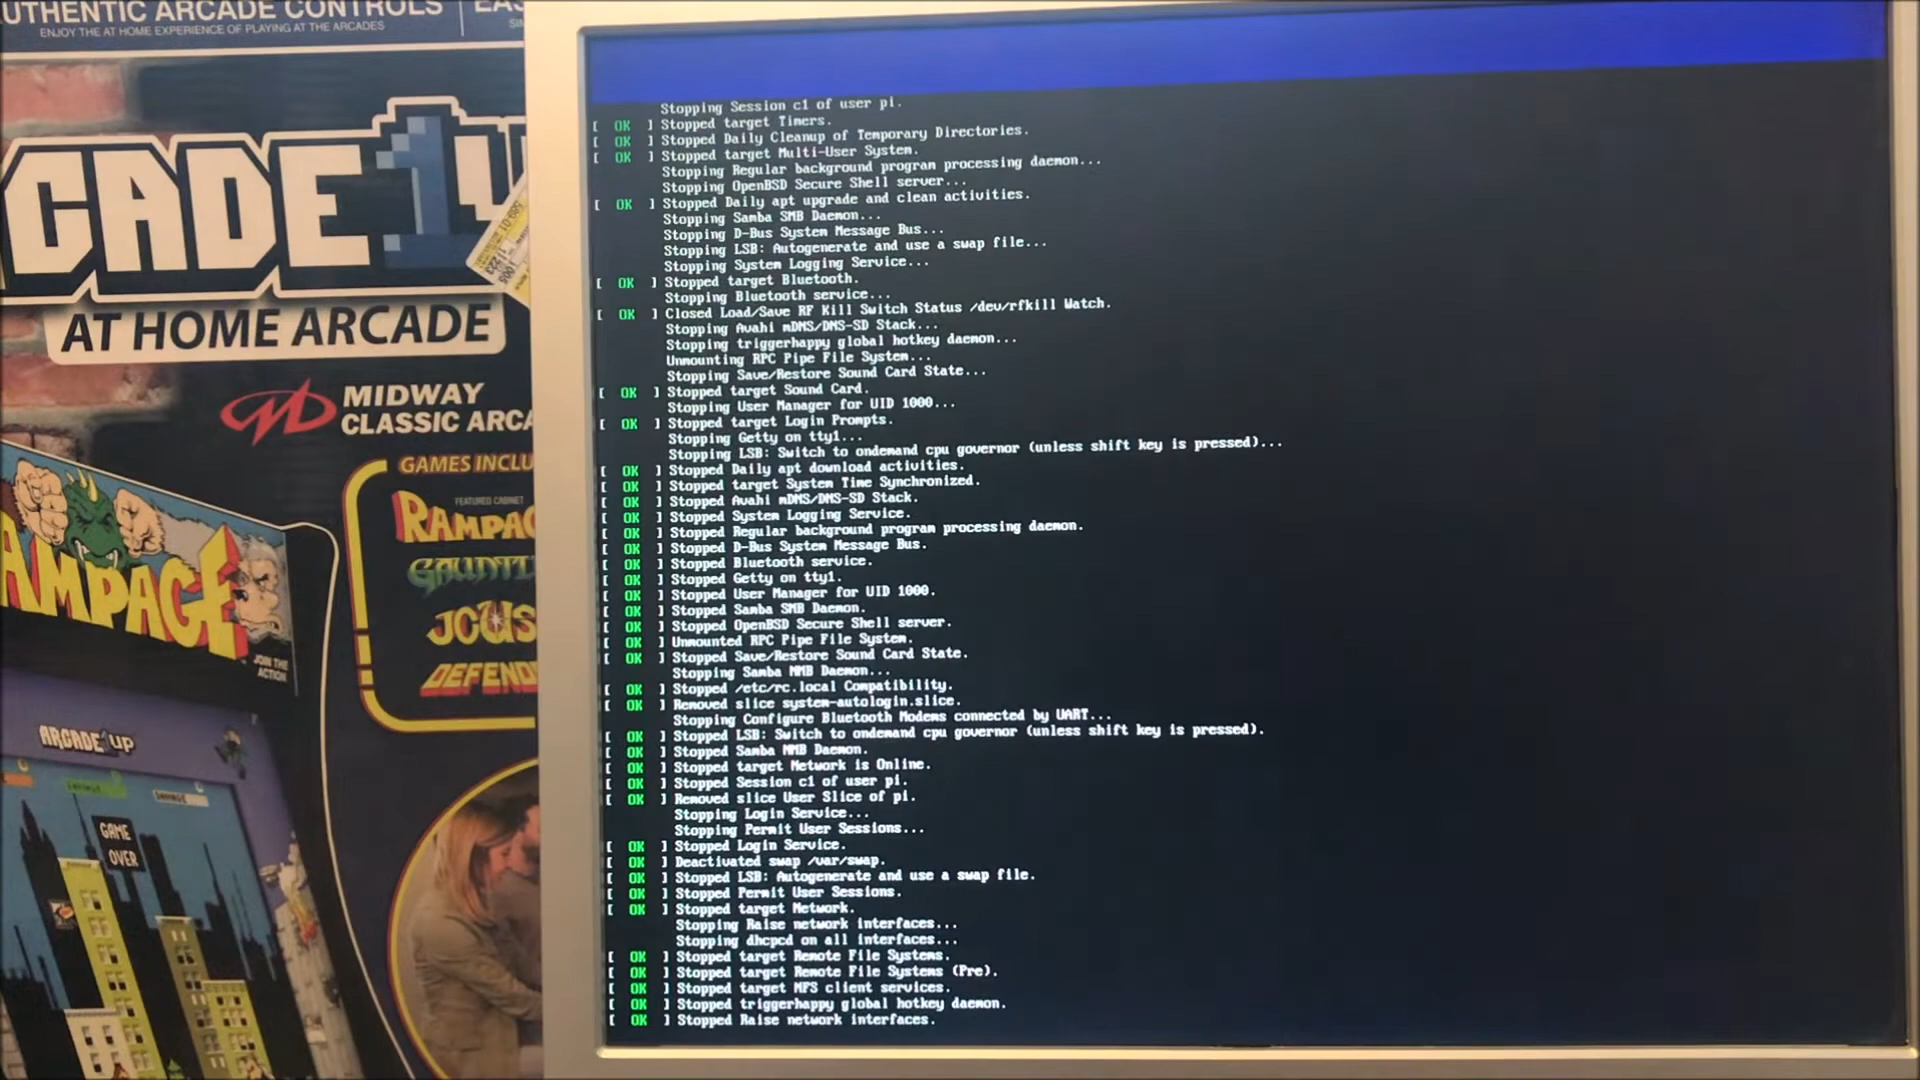 UTHENTIC ARCADE CONTROLS
ENJOY THE AT HOME EXPERIENCE OF PLAYING AT THE ARCADES
CADE1U
AT HOME ARCADE
MIDWAY
CLASSIC ARCA
GAMES INCLU
FEATURED CABINET
RAMPAG
GAUNTL
JOUS
DEFEND
AMPAGE
JOIN THE
ACTION
ARCADE1UP
GAME
OVER
Stopping Session c1 of user pi.
[ OK ] Stopped target Timers.
[ OK ] Stopped Daily Cleanup of Temporary Directories.
[ OK ] Stopped target Multi-User System.
Stopping Regular background program processing daemon...
Stopping OpenBSD Secure Shell server...
[ OK ] Stopped Daily apt upgrade and clean activities.
Stopping Samba SMB Daemon...
Stopping D-Bus System Message Bus...
Stopping LSB: Autogenerate and use a swap file...
Stopping System Logging Service...
[ OK ] Stopped target Bluetooth.
Stopping Bluetooth service...
[ OK ] Closed Load/Save RF Kill Switch Status /dev/rfkill Watch.
Stopping Avahi mDNS/DNS-SD Stack...
Stopping triggerhappy global hotkey daemon...
Unmounting RPC Pipe File System...
Stopping Save/Restore Sound Card State...
[ OK ] Stopped target Sound Card.
Stopping User Manager for UID 1000...
[ OK ] Stopped target Login Prompts.
Stopping Getty on tty1...
Stopping LSB: Switch to ondemand cpu governor (unless shift key is pressed)...
[ OK ] Stopped Daily apt download activities.
[ OK ] Stopped target System Time Synchronized.
[ OK ] Stopped Avahi mDNS/DNS-SD Stack.
[ OK ] Stopped System Logging Service.
[ OK ] Stopped Regular background program processing daemon.
[ OK ] Stopped D-Bus System Message Bus.
[ OK ] Stopped Bluetooth service.
[ OK ] Stopped Getty on tty1.
[ OK ] Stopped User Manager for UID 1000.
[ OK ] Stopped Samba SMB Daemon.
[ OK ] Stopped OpenBSD Secure Shell server.
[ OK ] Unmounted RPC Pipe File System.
[ OK ] Stopped Save/Restore Sound Card State.
Stopping Samba NMB Daemon...
[ OK ] Stopped /etc/rc.local Compatibility.
[ OK ] Removed slice system-autologin.slice.
Stopping Configure Bluetooth Modems connected by UART...
[ OK ] Stopped LSB: Switch to ondemand cpu governor (unless shift key is pressed).
[ OK ] Stopped Samba NMB Daemon.
[ OK ] Stopped target Network is Online.
[ OK ] Stopped Session c1 of user pi.
[ OK ] Removed slice User Slice of pi.
Stopping Login Service...
Stopping Permit User Sessions...
[ OK ] Stopped Login Service.
[ OK ] Deactivated swap /var/swap.
[ OK ] Stopped LSB: Autogenerate and use a swap file.
[ OK ] Stopped Permit User Sessions.
[ OK ] Stopped target Network.
Stopping Raise network interfaces...
Stopping dhcpcd on all interfaces...
[ OK ] Stopped target Remote File Systems.
[ OK ] Stopped target Remote File Systems (Pre).
[ OK ] Stopped target NFS client services.
[ OK ] Stopped triggerhappy global hotkey daemon.
[ OK ] Stopped Raise network interfaces.